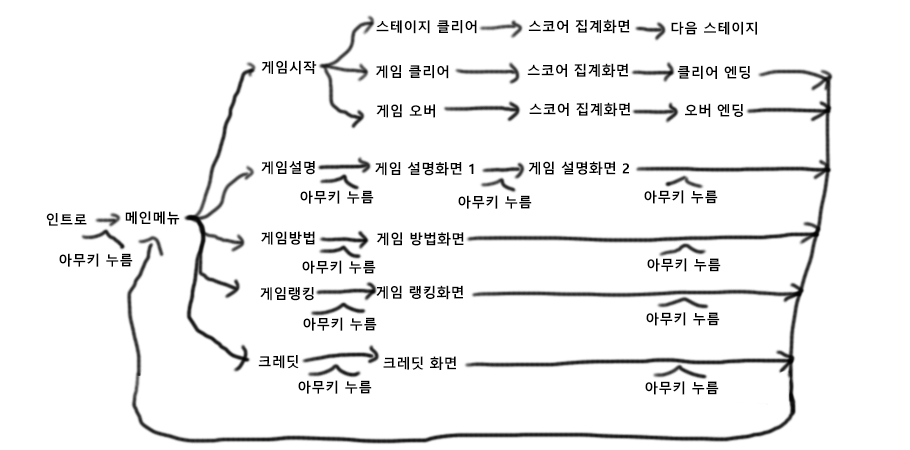 스테이지 클리어 스코어 집계화면 다음 스테이지
게임시작 게임 클리어 스코어 집계화면 클리어 엔딩
게임 오버 스코어 집계화면 오버 엔딩
게임설명 게임 설명화면 1 게임 설명화면 2
아무키 누름 아무키 누름 아무키 누름
인트로 메인메뉴
아무키 누름
게임방법 게임 방법화면
아무키 누름 아무키 누름
게임랭킹 게임 랭킹화면
아무키 누름 아무키 누름
크레딧 크레딧 화면
아무키 누름 아무키 누름